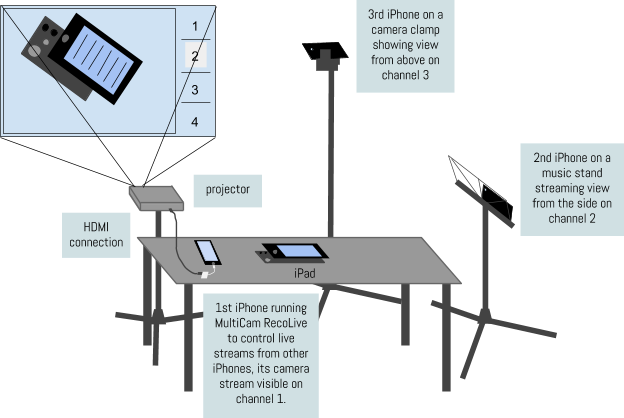 1
2
3
4
3rd iPhone on a
camera clamp
showing view
from above on
channel 3
2nd iPhone on a
music stand
streaming view
from the side on
channel 2
projector
HDMI
connection
iPad
1st iPhone running
MultiCam RecoLive
to control live
streams from other
iPhones, its camera
stream visible on
channel 1.